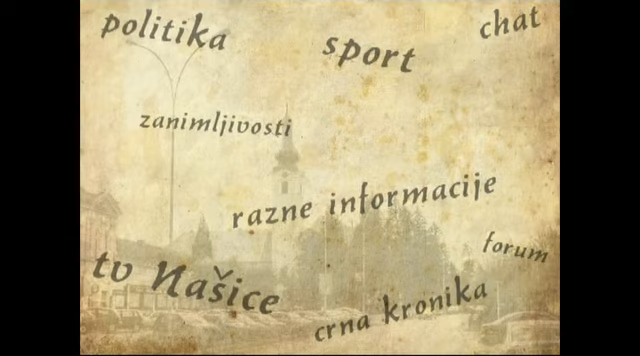 politika
sport
chat
zanimljivosti
razne informacije
forum
tv Našice
crna kronika